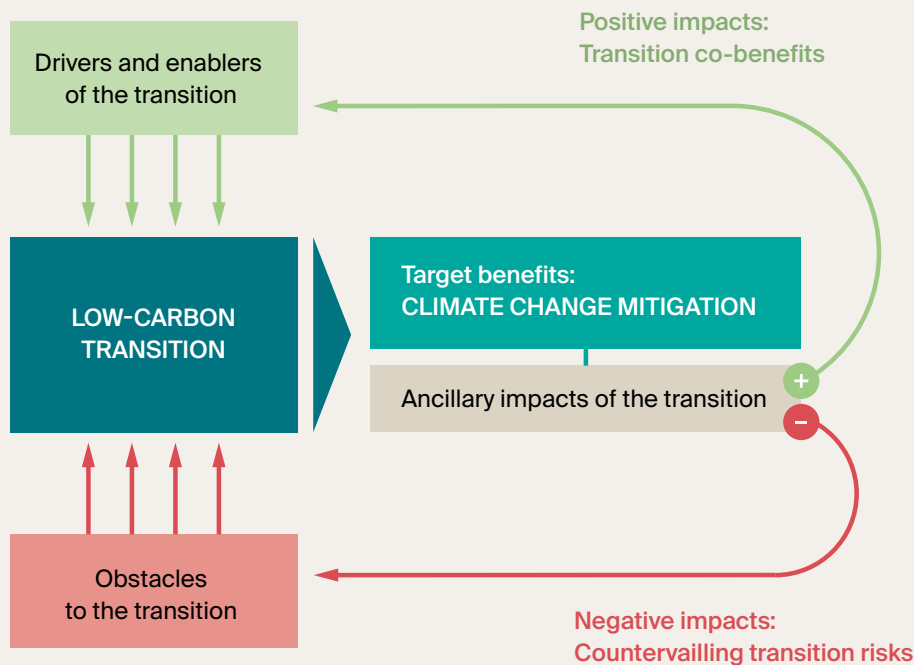 Positive impacts:
Transition co-benefits
Drivers and enablers
of the transition
LOW-CARBON
TRANSITION
Target benefits:
CLIMATE CHANGE MITIGATION
Ancillary impacts of the transition
+
−
Obstacles
to the transition
Negative impacts:
Countervailling transition risks